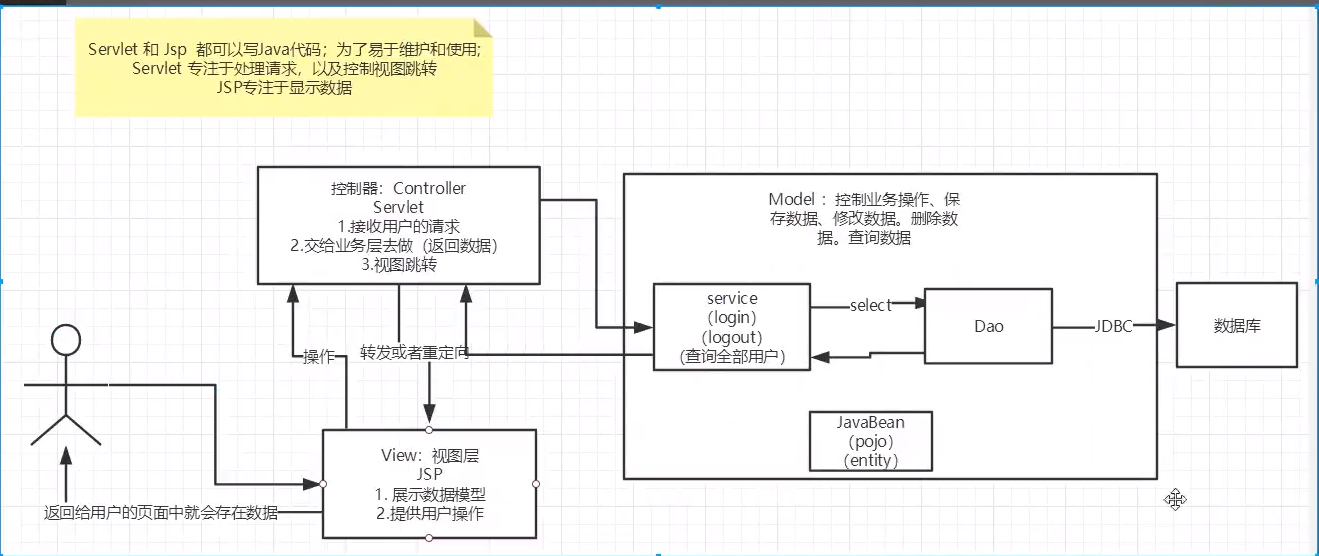 Servlet 和 Jsp 都可以写Java代码；为了易于维护和使用;
Servlet 专注于处理请求，以及控制视图跳转
JSP专注于显示数据
控制器：Controller
Servlet
1.接收用户的请求
2.交给业务层去做（返回数据）
3.视图跳转
Model ：控制业务操作、保
存数据、修改数据。删除数
据。查询数据
service
（login）
（logout）
（查询全部用户）
select
Dao
JDBC
数据库
操作
转发或者重定向
JavaBean
（pojo）
（entity）
View：视图层
JSP
1. 展示数据模型
2.提供用户操作
返回给用户的页面中就会存在数据